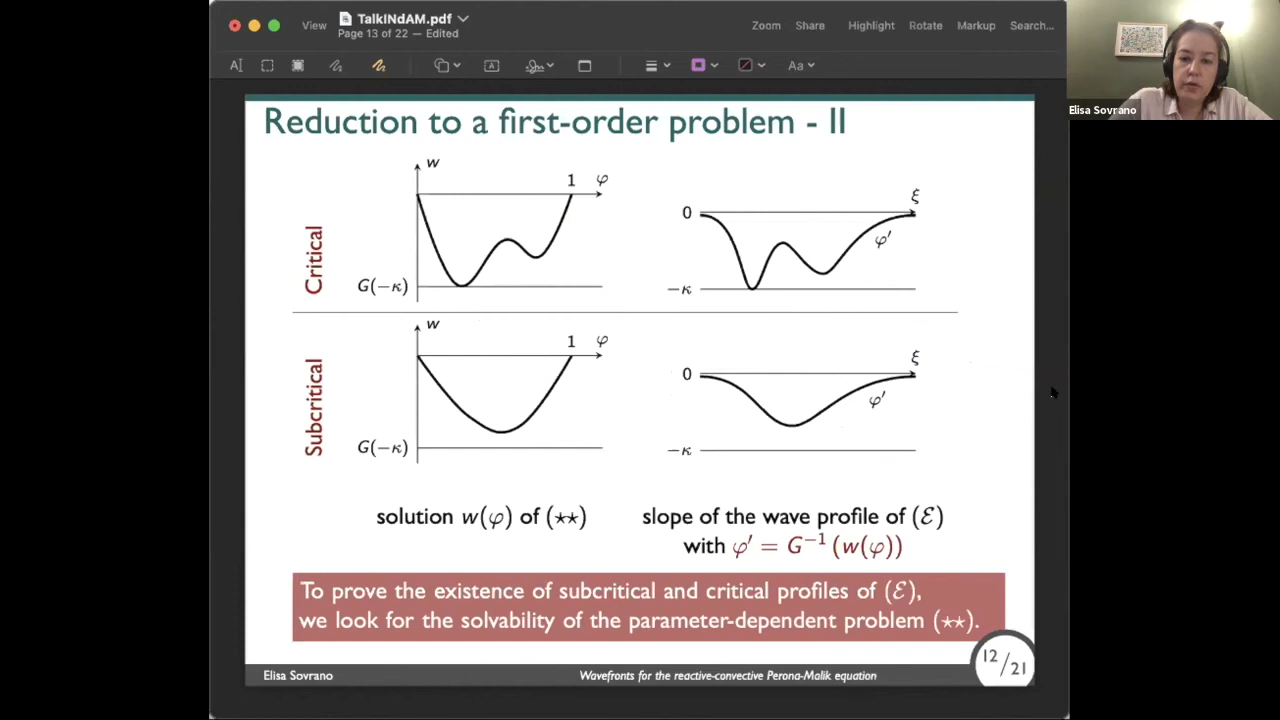 View
TalkINdAM.pdf
Page 13 of 22 — Edited
Zoom
Share
Highlight
Rotate
Markup
Search...
Aa
Elisa Sovrano
Reduction to a first-order problem - II
Critical
w
1
φ
G(−κ)
0
ξ
φ′
−κ
Subcritical
w
1
φ
G(−κ)
0
ξ
φ′
−κ
solution w(φ) of (⋆⋆)
slope of the wave profile of (ℰ)
with φ′ = G⁻¹ (w(φ))
To prove the existence of subcritical and critical profiles of (ℰ),
we look for the solvability of the parameter-dependent problem (⋆⋆).
Elisa Sovrano
Wavefronts for the reactive-convective Perona-Malik equation
12/21